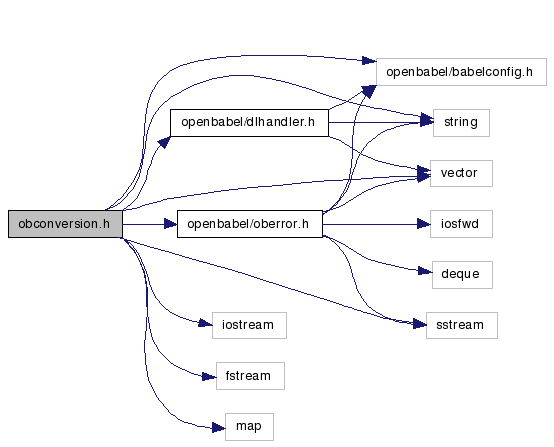 openbabel/babelconfig.h
openbabel/dlhandler.h
string
vector
obconversion.h
openbabel/oberror.h
iosfwd
deque
iostream
sstream
fstream
map